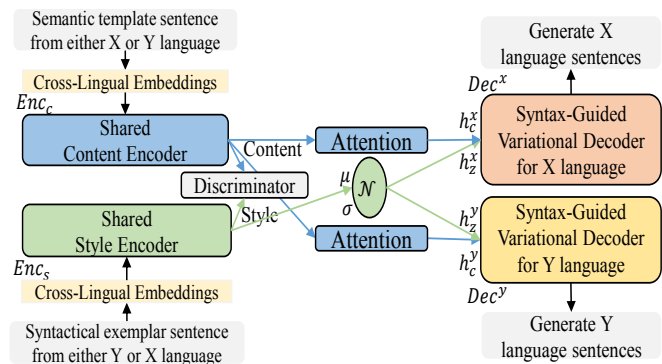 Semantic template sentence
from either X or Y language
Cross-Lingual Embeddings
Enc_c
Shared
Content Encoder
Content
Discriminator
Style
Shared
Style Encoder
Enc_s
Cross-Lingual Embeddings
Syntactical exemplar sentence
from either Y or X language
Attention
μ
σ
𝒩
Attention
Generate X
language sentences
Dec^x
h_c^x
h_z^x
Syntax-Guided
Variational Decoder
for X language
h_z^y
h_c^y
Syntax-Guided
Variational Decoder
for Y language
Dec^y
Generate Y
language sentences